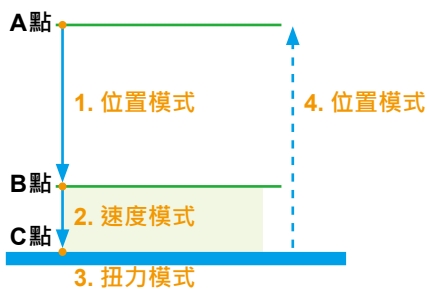 A點
1. 位置模式
4. 位置模式
B點
2. 速度模式
C點
3. 扭力模式